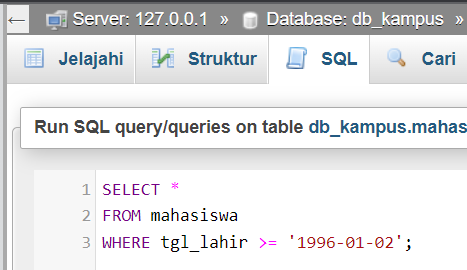 ← Server: 127.0.0.1 » Database: db_kampus »
Jelajahi Struktur SQL Cari
Run SQL query/queries on table db_kampus.mahas
1 SELECT *
2 FROM mahasiswa
3 WHERE tgl_lahir >= '1996-01-02';